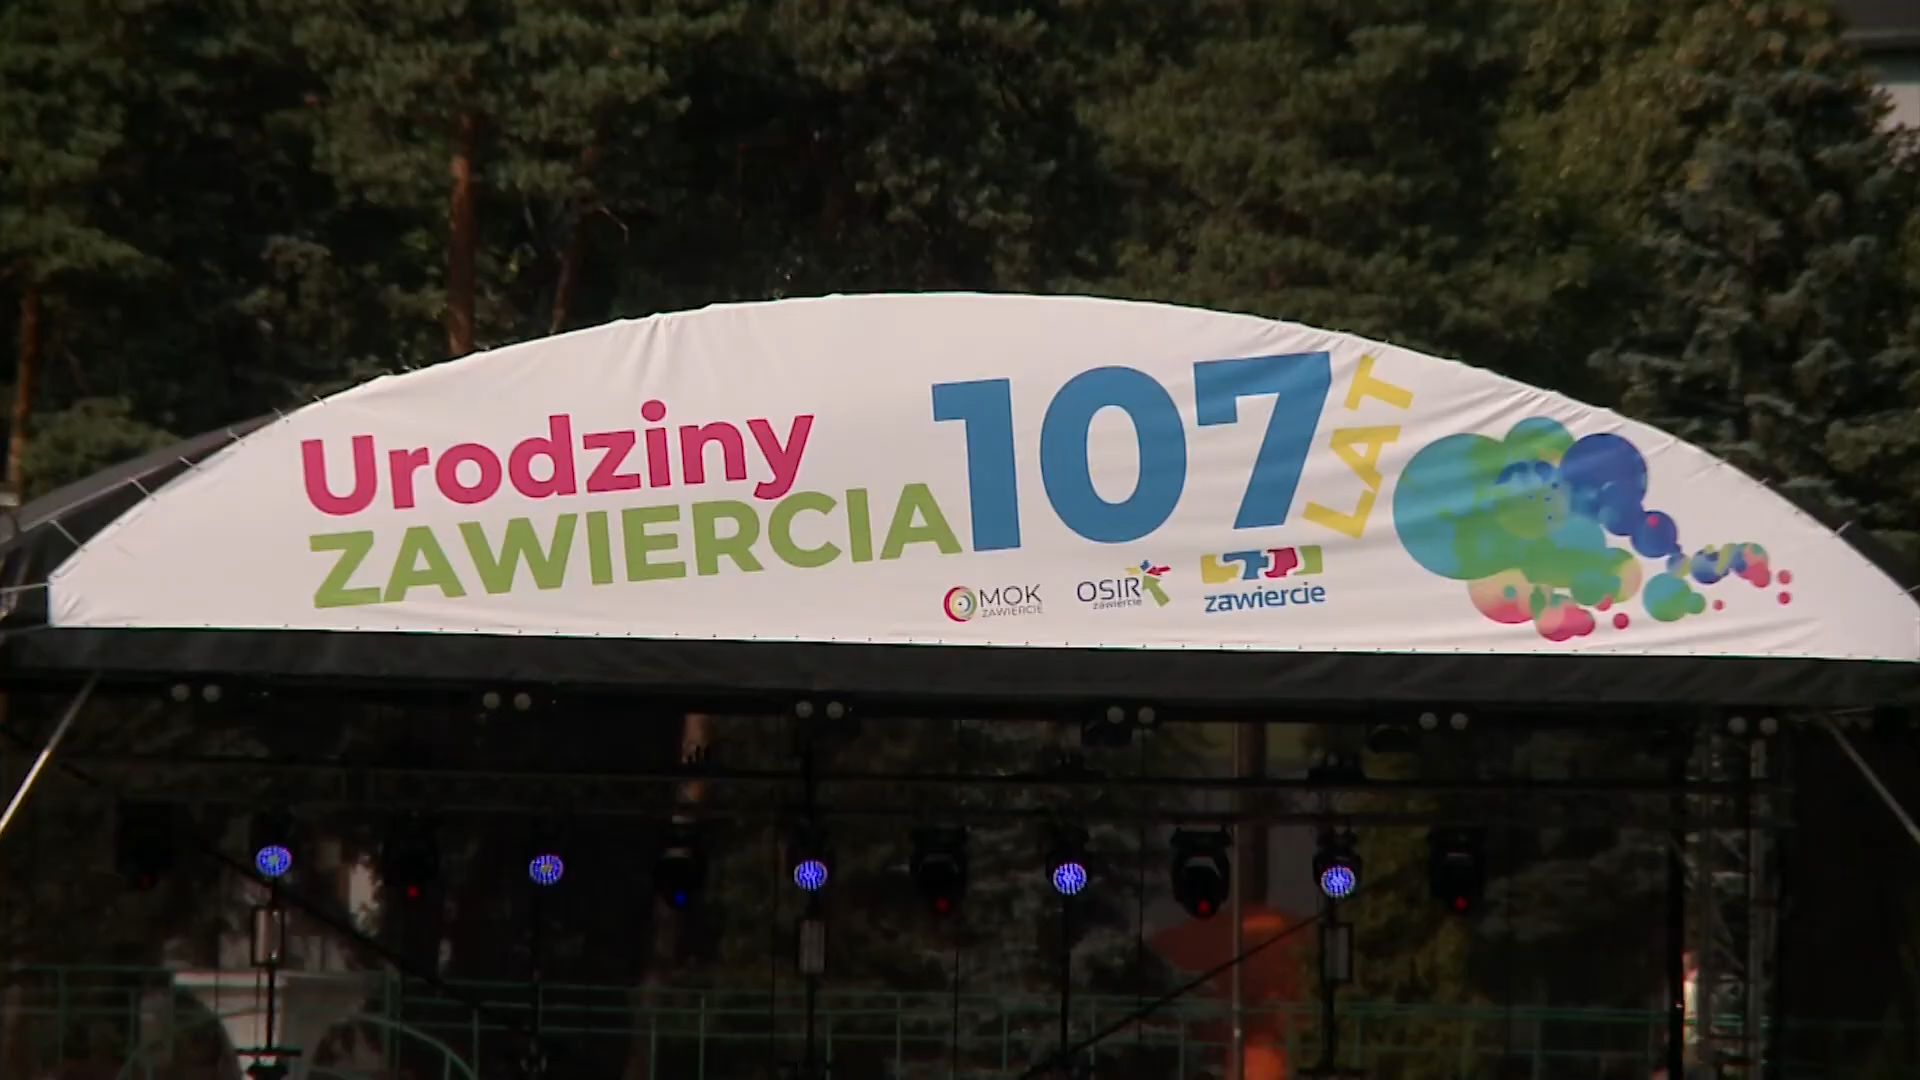 Urodziny
ZAWIERCIA
107
LAT
MOK
ZAWIERCIE
OSIR
zawiercie
zawiercie